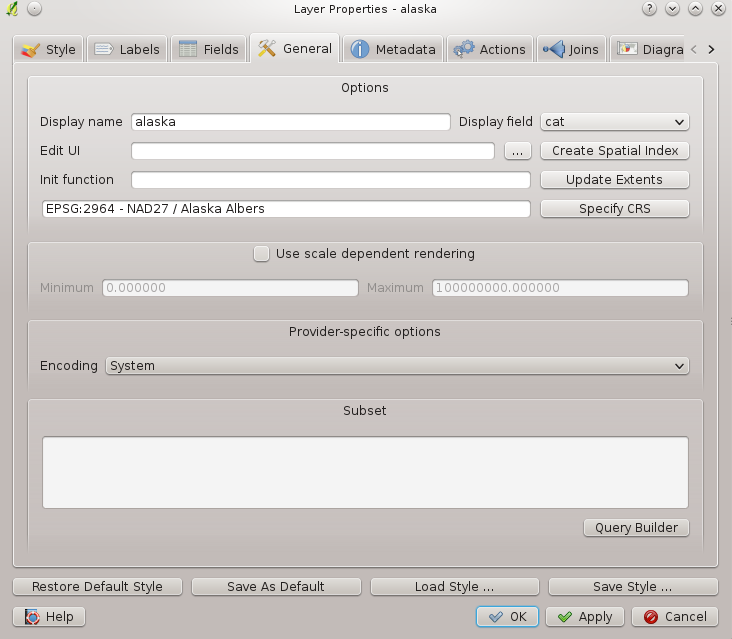 Layer Properties - alaska
Style Labels Fields General Metadata Actions Joins Diagra
Options
Display name alaska Display field cat
Edit UI ... Create Spatial Index
Init function Update Extents
EPSG:2964 - NAD27 / Alaska Albers Specify CRS
Use scale dependent rendering
Minimum 0.000000 Maximum 100000000.000000
Provider-specific options
Encoding System
Subset
Query Builder
Restore Default Style Save As Default Load Style ... Save Style ...
Help OK Apply Cancel